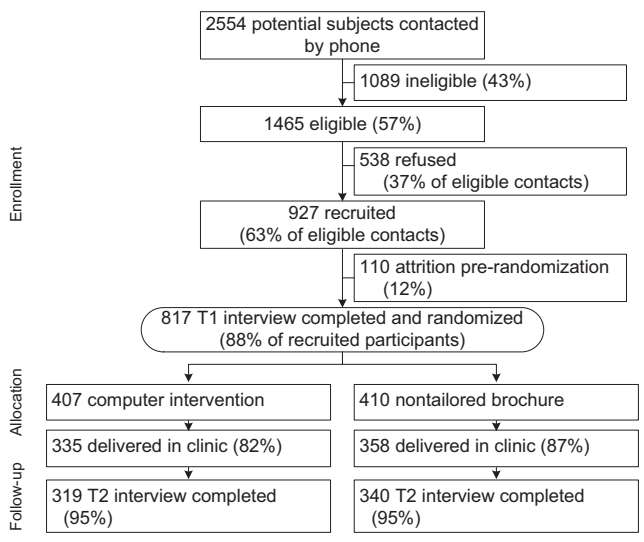 2554 potential subjects contacted
by phone
1089 ineligible (43%)
1465 eligible (57%)
538 refused
(37% of eligible contacts)
Enrollment
927 recruited
(63% of eligible contacts)
110 attrition pre-randomization
(12%)
817 T1 interview completed and randomized
(88% of recruited participants)
Allocation
407 computer intervention
410 nontailored brochure
335 delivered in clinic (82%)
358 delivered in clinic (87%)
Follow-up
319 T2 interview completed
(95%)
340 T2 interview completed
(95%)